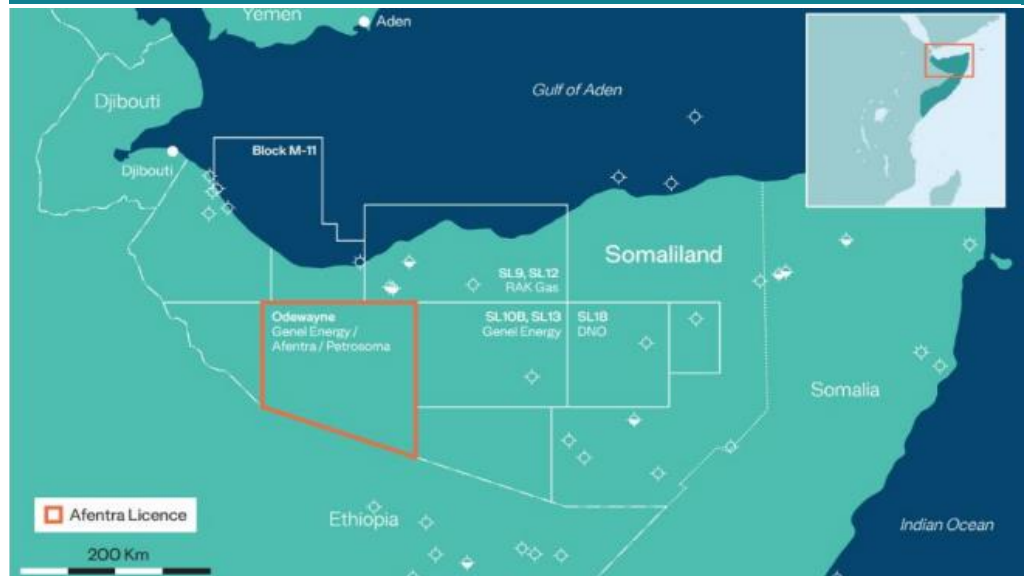 Yemen
Aden
Gulf of Aden
Djibouti
Block M-11
Djibouti
Somaliland
SL9, SL12
RAK Gas
Odewayne
Genel Energy /
Afentra / Petrosoma
SL10B, SL13
Genel Energy
SL18
DNO
Somalia
Afentra Licence
Ethiopia
Indian Ocean
200 Km